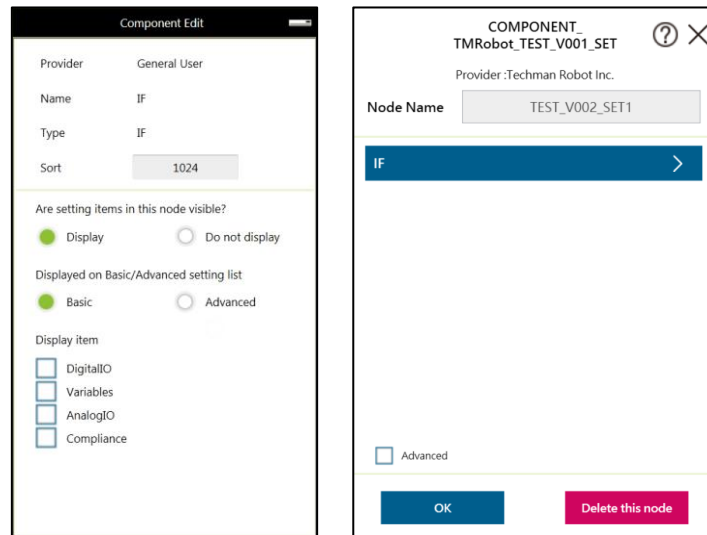 Component Edit
Provider General User
Name IF
Type IF
Sort 1024
Are setting items in this node visible?
Display Do not display
Displayed on Basic/Advanced setting list
Basic Advanced
Display item
DigitalIO
Variables
AnalogIO
Compliance
COMPONENT_
TMRobot_TEST_V001_SET
Provider :Techman Robot Inc.
Node Name TEST_V002_SET1
IF
Advanced
OK Delete this node